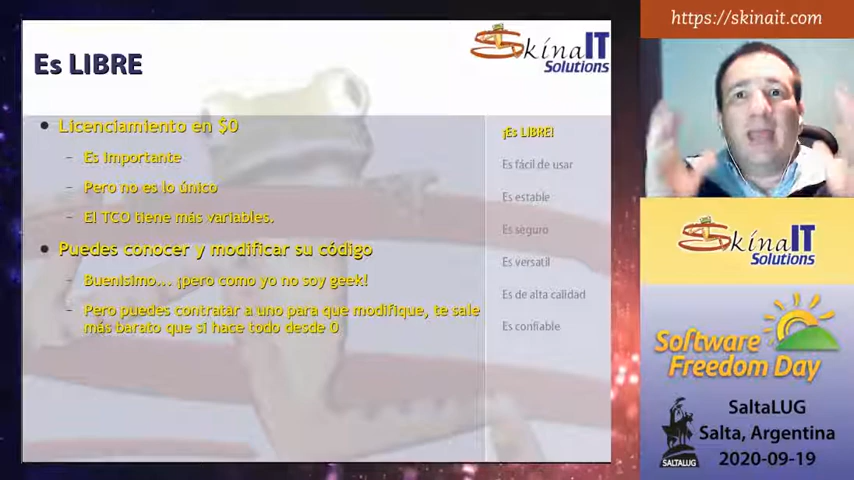 Es LIBRE
SkínaIT
Solutions
Licenciamiento en $0
Es importante
Pero no es lo único
El TCO tiene más variables.
Puedes conocer y modificar su código
Buenísimo... ¡pero como yo no soy geek!
Pero puedes contratar a uno para que modifique, te sale
más barato que si hace todo desde 0
¡Es LIBRE!
Es fácil de usar
Es estable
Es seguro
Es versatil
Es de alta calidad
Es confiable
https://skinait.com
SkínaIT
Solutions
Software
Freedom Day
SaltaLUG
Salta, Argentina
2020-09-19
SALTALUG